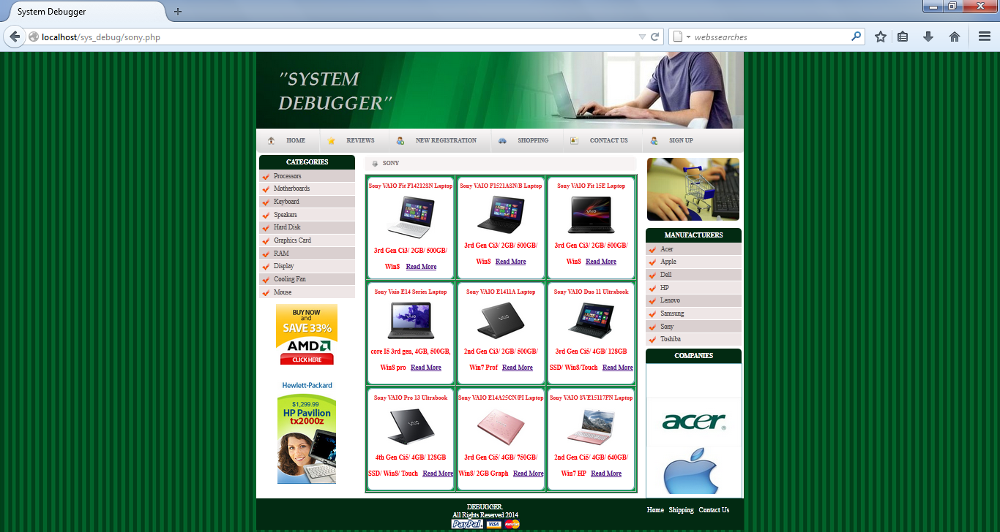 System Debugger
localhost/sys_debug/sony.php
webssearches
"SYSTEM
DEBUGGER"
HOME
REVIEWS
NEW REGISTRATION
SHOPPING
CONTACT US
SIGN UP
CATEGORIES
Processors
Motherboards
Keyboard
Speakers
Hard Disk
Graphics Card
RAM
Display
Cooling Fan
Mouse
BUY NOW
and
SAVE 33%
AMD
CLICK HERE
Hewlett-Packard
$1,299.99
HP Pavilion
tx2000z
SONY
Sony VAIO Fit F14212SN Laptop
3rd Gen Ci3/ 2GB/ 500GB/
Win8 Read More
Sony VAIO F1521ASN/B Laptop
3rd Gen Ci3/ 2GB/ 500GB/
Win8 Read More
Sony VAIO Fit 15E Laptop
VAIO
3rd Gen Ci3/ 2GB/ 500GB/
Win8 Read More
Sony Vaio E14 Series Laptop
VAIO
core I5 3rd gen, 4GB, 500GB,
Win8 pro Read More
Sony VAIO E1411A Laptop
VAIO
2nd Gen Ci3/ 2GB/ 500GB/
Win7 Prof Read More
Sony VAIO Duo 11 Ultrabook
3rd Gen Ci5/ 4GB/ 128GB
SSD/ Win8/Touch Read More
Sony VAIO Pro 13 Ultrabook
VAIO
4th Gen Ci5/ 4GB/ 128GB
SSD/ Win8/ Touch Read More
Sony VAIO E14A25CN/PI Laptop
VAIO
3rd Gen Ci5/ 4GB/ 750GB/
Win8/ 2GB Graph Read More
Sony VAIO SVE15117FN Laptop
2nd Gen Ci5/ 4GB/ 640GB/
Win7 HP Read More
MANUFACTURERS
Acer
Apple
Dell
HP
Lenovo
Samsung
Sony
Toshiba
COMPANIES
acer
DEBUGGER.
All Rights Reserved 2014
PayPal VISA MasterCard
Home Shipping Contact Us